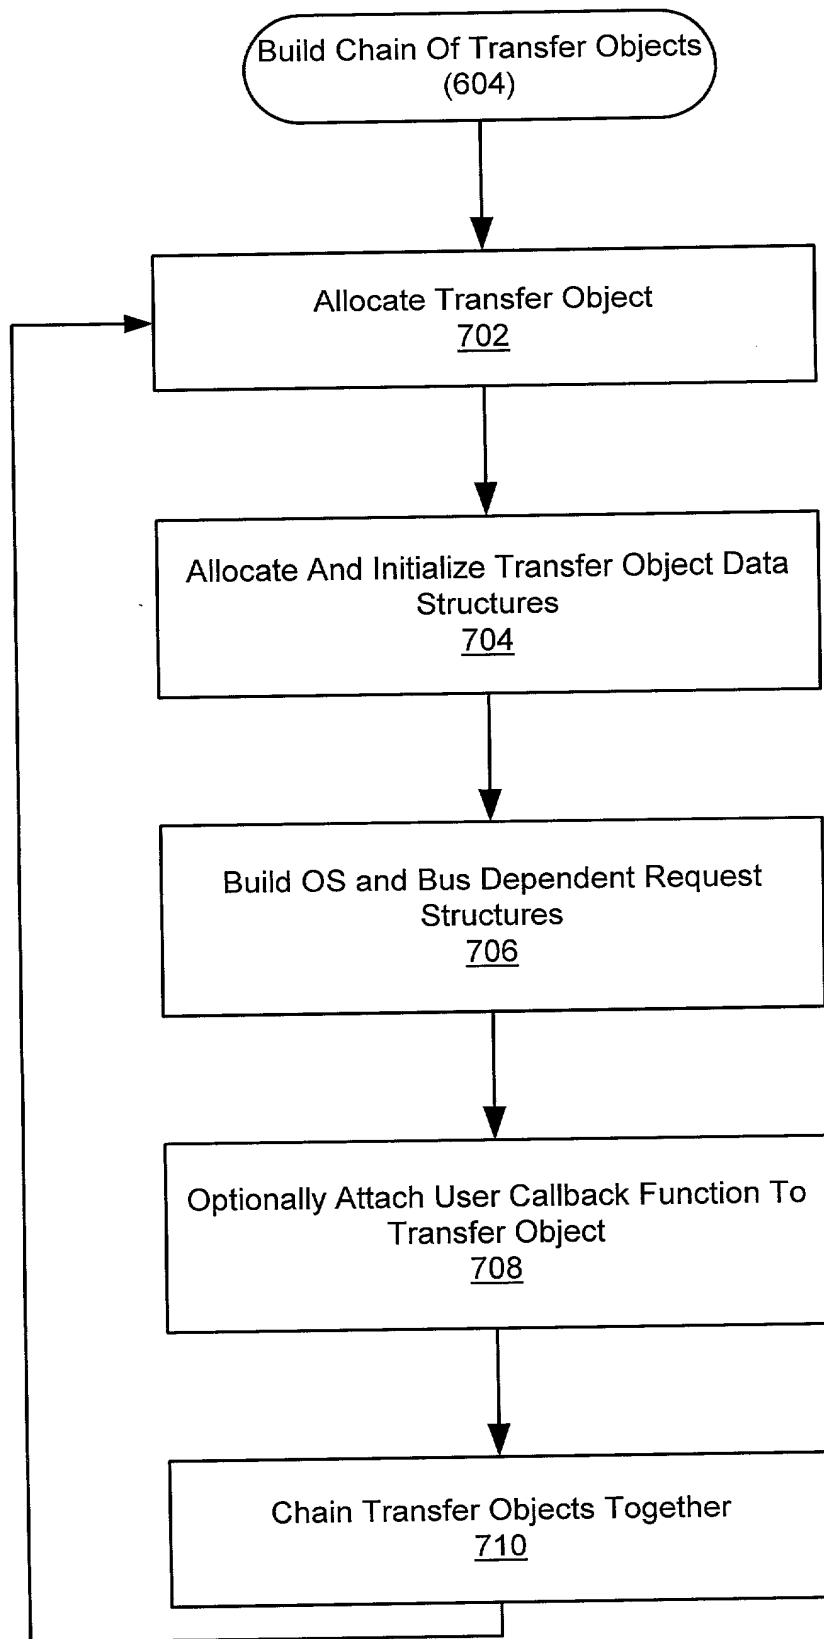 Build Chain Of Transfer Objects
(604)
Allocate Transfer Object
702
Allocate And Initialize Transfer Object Data
Structures
704
Build OS and Bus Dependent Request
Structures
706
Optionally Attach User Callback Function To
Transfer Object
708
Chain Transfer Objects Together
710